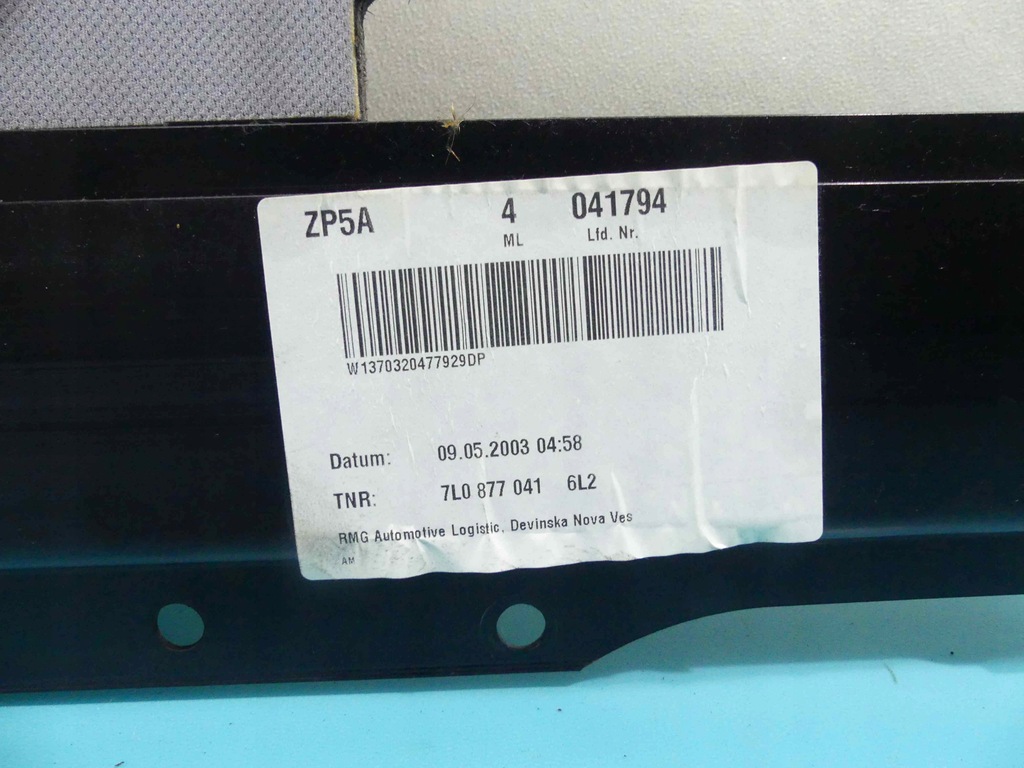 ZP5A 4 041794
ML Lfd. Nr.
W1370320477929DP
Datum: 09.05.2003 04:58
TNR: 7L0 877 041 6L2
RMG Automotive Logistic, Devinska Nova Ves
AM